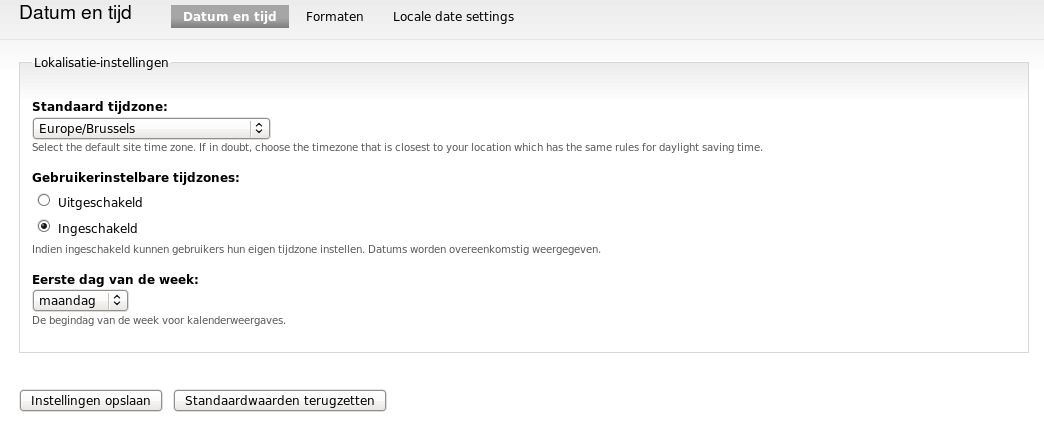 Datum en tijd
Datum en tijd Formaten Locale date settings
Lokalisatie-instellingen
Standaard tijdzone:
Europe/Brussels
Select the default site time zone. If in doubt, choose the timezone that is closest to your location which has the same rules for daylight saving time.
Gebruikerinstelbare tijdzones:
Uitgeschakeld
Ingeschakeld
Indien ingeschakeld kunnen gebruikers hun eigen tijdzone instellen. Datums worden overeenkomstig weergegeven.
Eerste dag van de week:
maandag
De begindag van de week voor kalenderweergaves.
Instellingen opslaan Standaardwaarden terugzetten